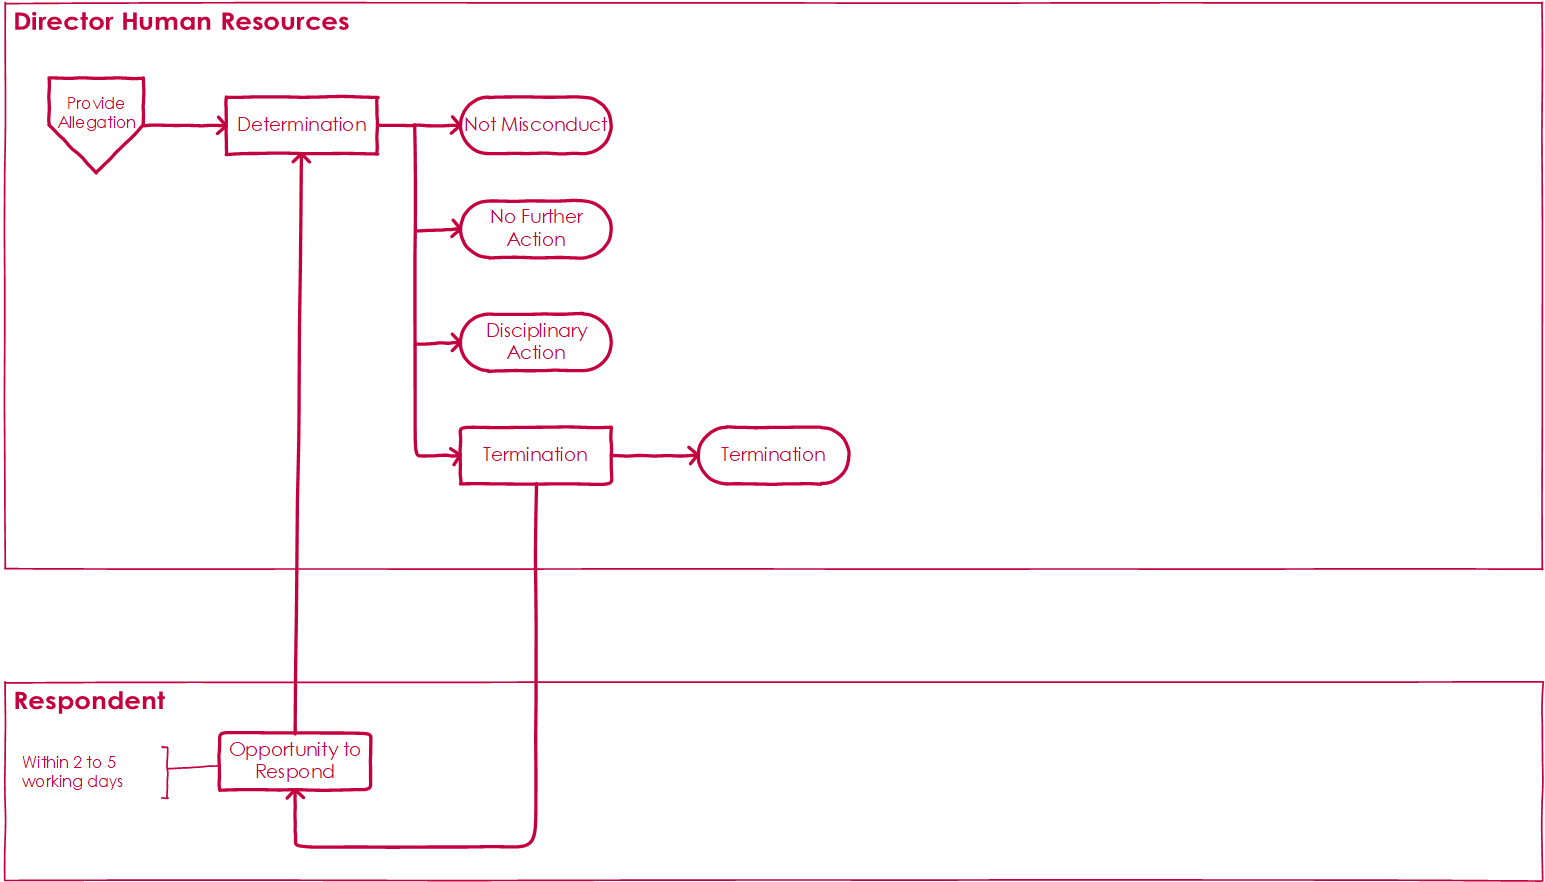 Director Human Resources
Provide
Allegation
Determination
Not Misconduct
No Further
Action
Disciplinary
Action
Termination
Termination
Respondent
Within 2 to 5
working days
Opportunity to
Respond